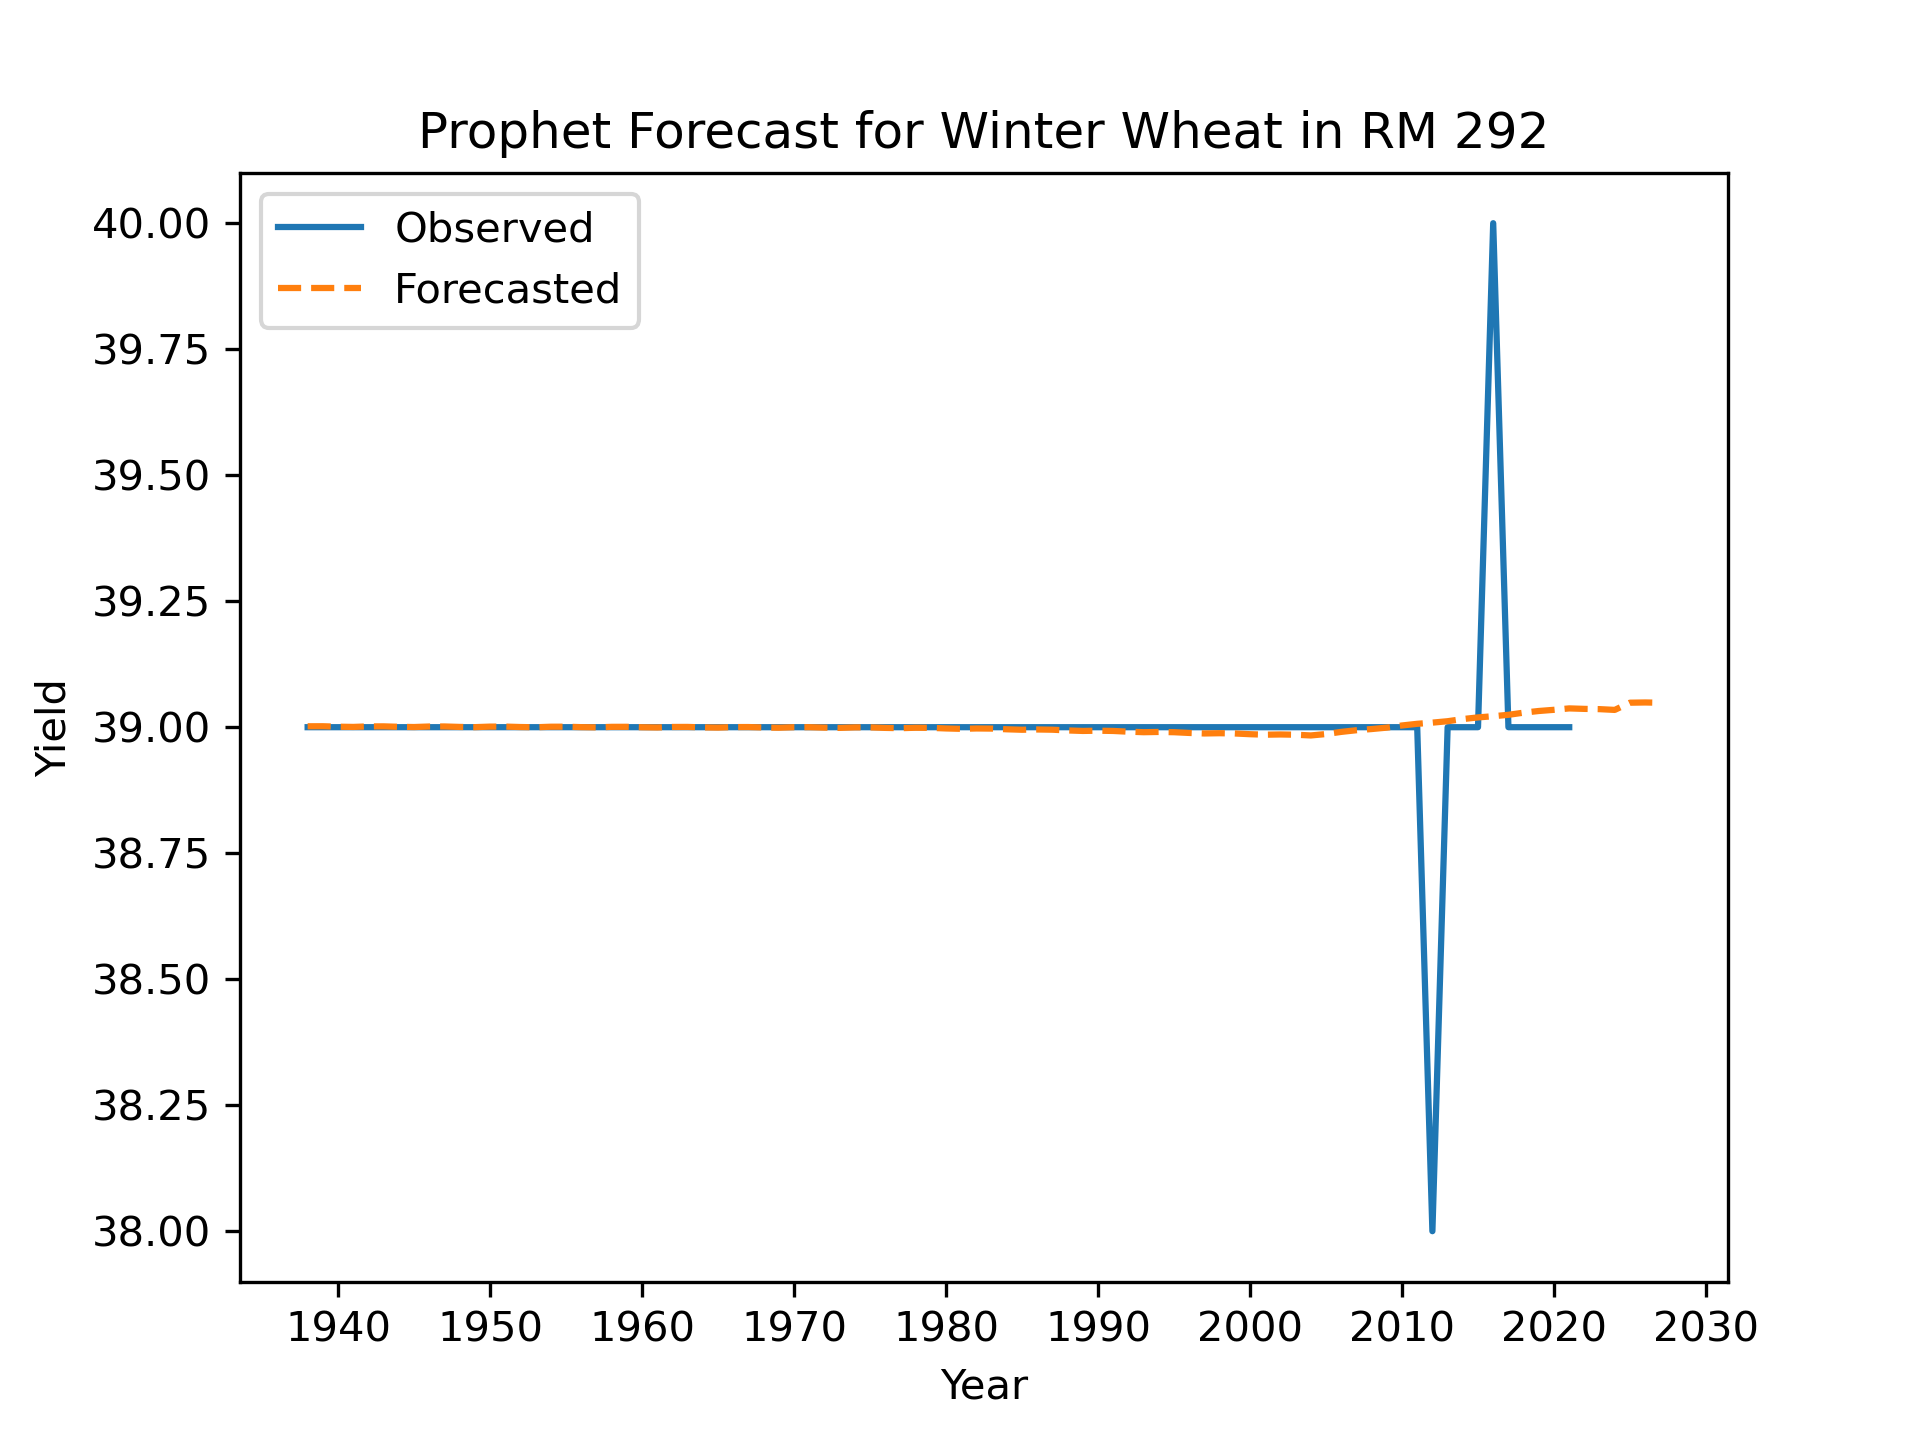 Prophet Forecast for Winter Wheat in RM 292
Observed
Forecasted
40.00
39.75
39.50
39.25
39.00
38.75
38.50
38.25
38.00
Yield
1940 1950 1960 1970 1980 1990 2000 2010 2020 2030
Year